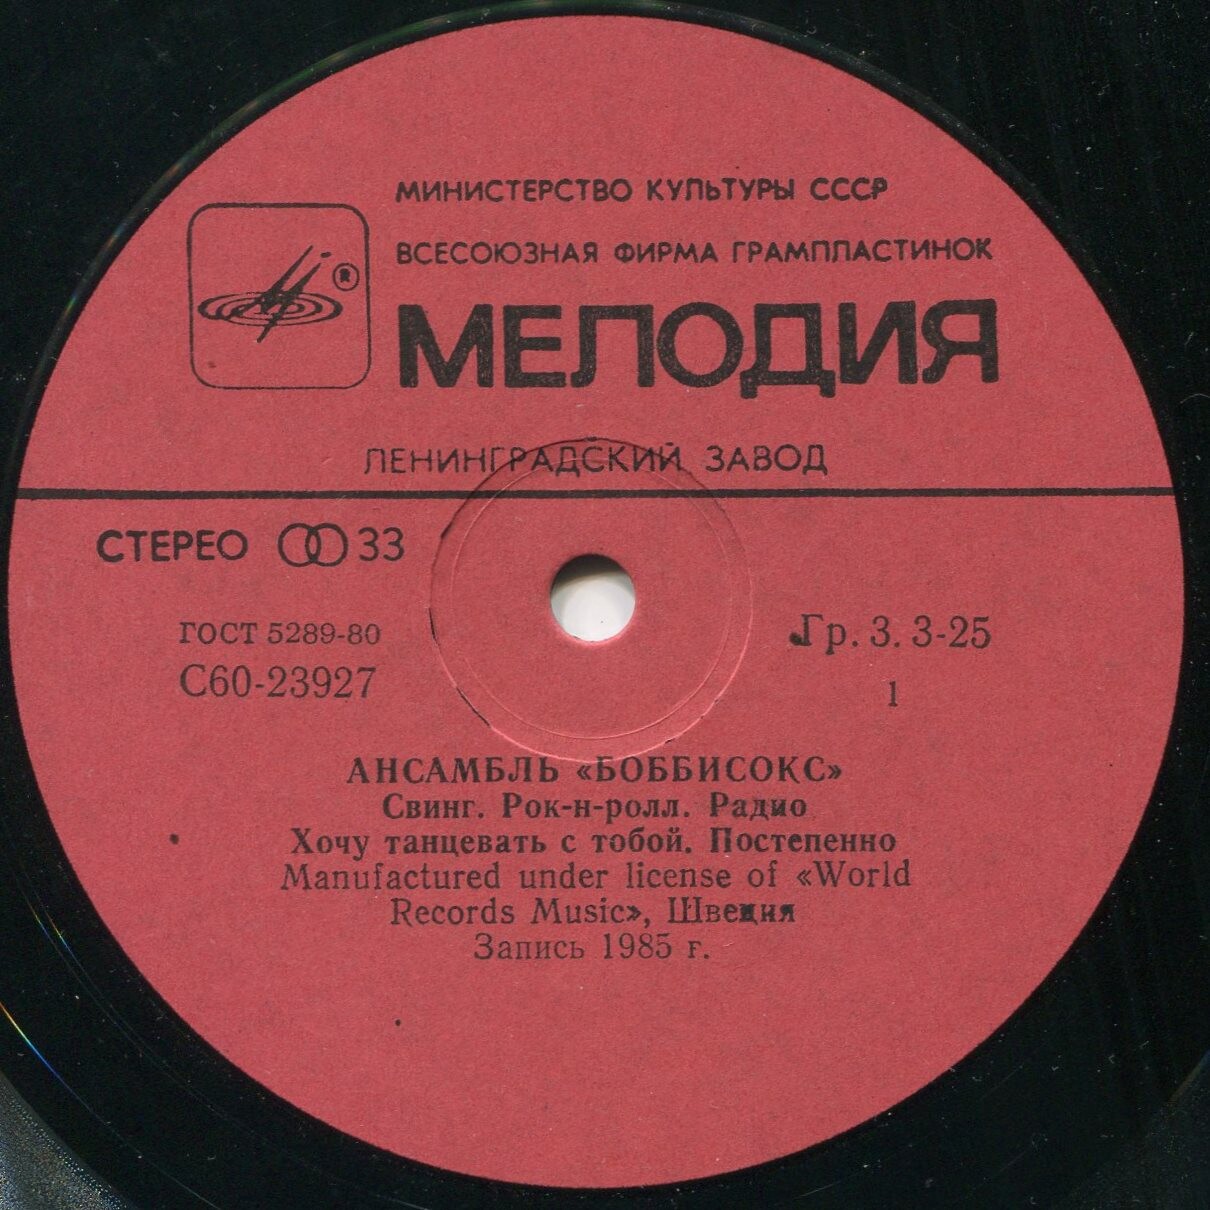 МИНИСТЕРСТВО КУЛЬТУРЫ СССР
ВСЕСОЮЗНАЯ ФИРМА ГРАМПЛАСТИНОК
®
МЕЛОДИЯ
ЛЕНИНГРАДСКИЙ ЗАВОД
СТЕРЕО 33
ГОСТ 5289-80
Гр. 3. 3-25
С60-23927
1
АНСАМБЛЬ «БОББИСОКС»
Свинг. Рок-н-ролл. Радио
Хочу танцевать с тобой. Постепенно
Manufactured under license of «World
Records Music», Швеция
Запись 1985 г.